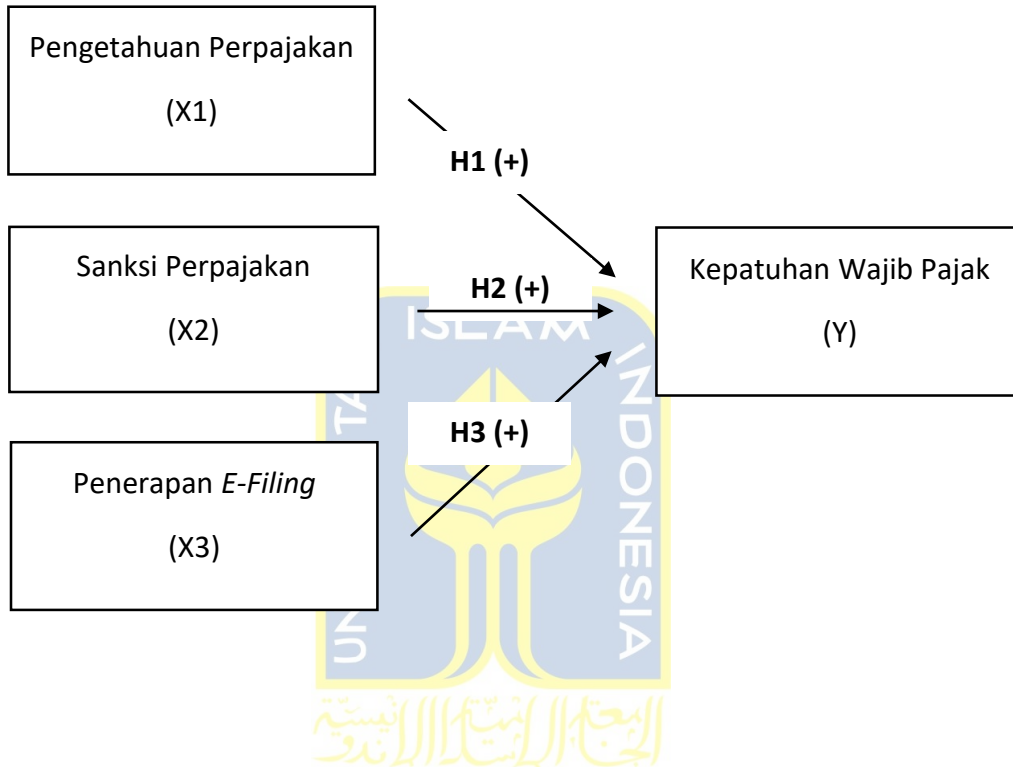 Pengetahuan Perpajakan
(X1)
H1 (+)
Sanksi Perpajakan
(X2)
H2 (+)
Kepatuhan Wajib Pajak
(Y)
H3 (+)
Penerapan E-Filing
(X3)
ISLAM
INDONESIA